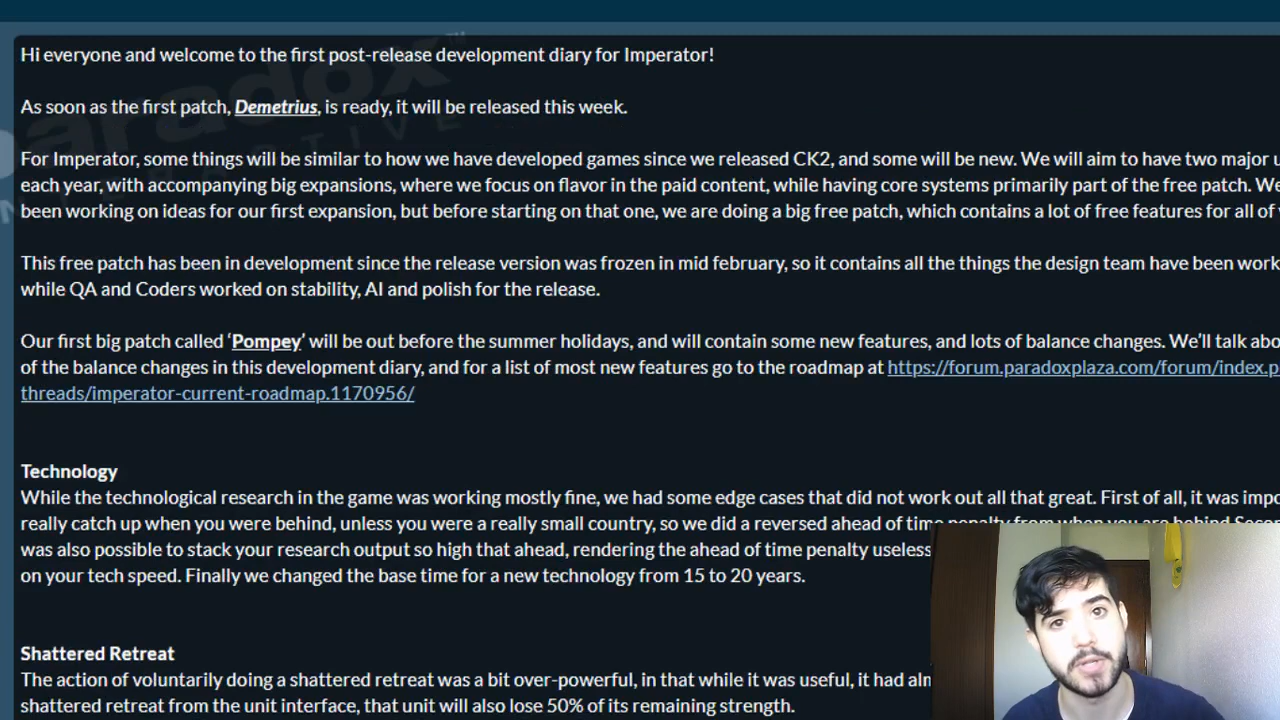 Hi everyone and welcome to the first post-release development diary for Imperator!
As soon as the first patch, Demetrius, is ready, it will be released this week.
For Imperator, some things will be similar to how we have developed games since we released CK2, and some will be new. We will aim to have two major
each year, with accompanying big expansions, where we focus on flavor in the paid content, while having core systems primarily part of the free patch. We
been working on ideas for our first expansion, but before starting on that one, we are doing a big free patch, which contains a lot of free features for all of
This free patch has been in development since the release version was frozen in mid february, so it contains all the things the design team have been work
while QA and Coders worked on stability, AI and polish for the release.
Our first big patch called ‘Pompey’ will be out before the summer holidays, and will contain some new features, and lots of balance changes. We’ll talk abo
of the balance changes in this development diary, and for a list of most new features go to the roadmap at https://forum.paradoxplaza.com/forum/index.p
threads/imperator-current-roadmap.1170956/
Technology
While the technological research in the game was working mostly fine, we had some edge cases that did not work out all that great. First of all, it was impo
really catch up when you were behind, unless you were a really small country, so we did a reversed ahead of time penalty from when you are behind
was also possible to stack your research output so high that ahead, rendering the ahead of time penalty useless
on your tech speed. Finally we changed the base time for a new technology from 15 to 20 years.
Shattered Retreat
The action of voluntarily doing a shattered retreat was a bit over-powerful, in that while it was useful, it had
shattered retreat from the unit interface, that unit will also lose 50% of its remaining strength.